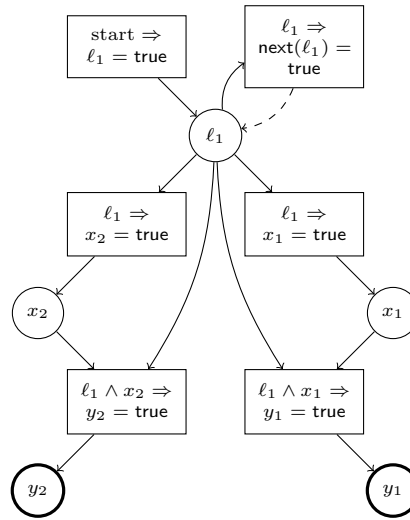 start ⇒
ℓ₁ = true
ℓ₁ ⇒
next(ℓ₁) =
true
ℓ₁
ℓ₁ ⇒
x₂ = true
ℓ₁ ⇒
x₁ = true
x₂
x₁
ℓ₁ ∧ x₂ ⇒
y₂ = true
ℓ₁ ∧ x₁ ⇒
y₁ = true
y₂
y₁